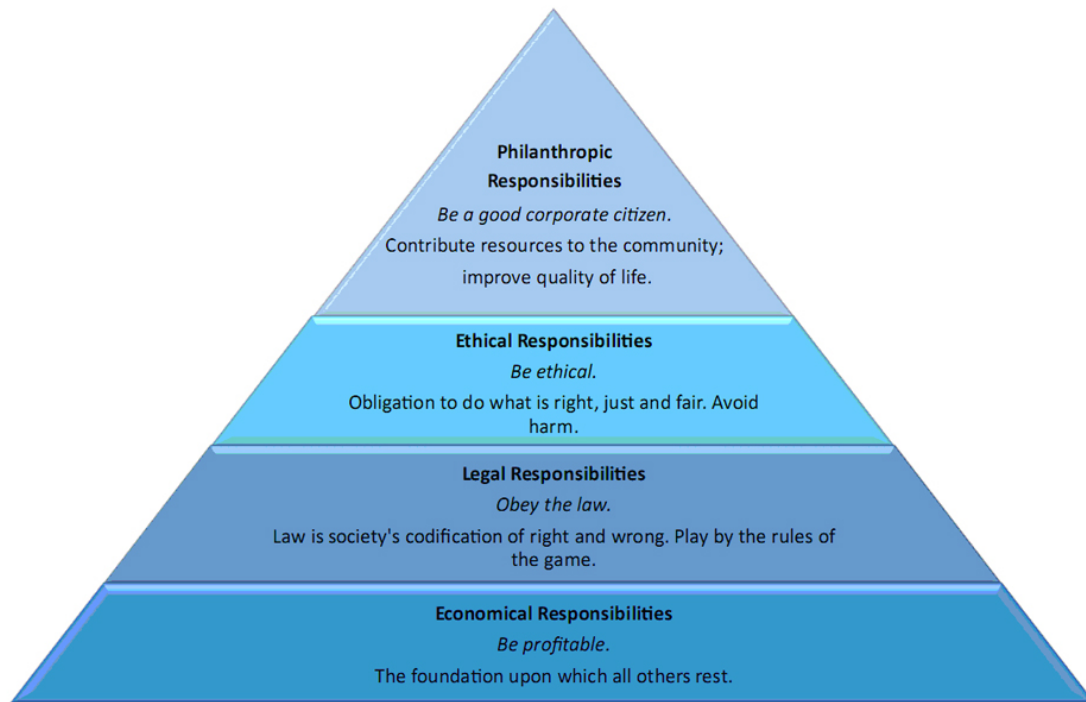 Philanthropic
Responsibilities
Be a good corporate citizen.
Contribute resources to the community;
improve quality of life.
Ethical Responsibilities
Be ethical.
Obligation to do what is right, just and fair. Avoid
harm.
Legal Responsibilities
Obey the law.
Law is society's codification of right and wrong. Play by the rules of
the game.
Economical Responsibilities
Be profitable.
The foundation upon which all others rest.